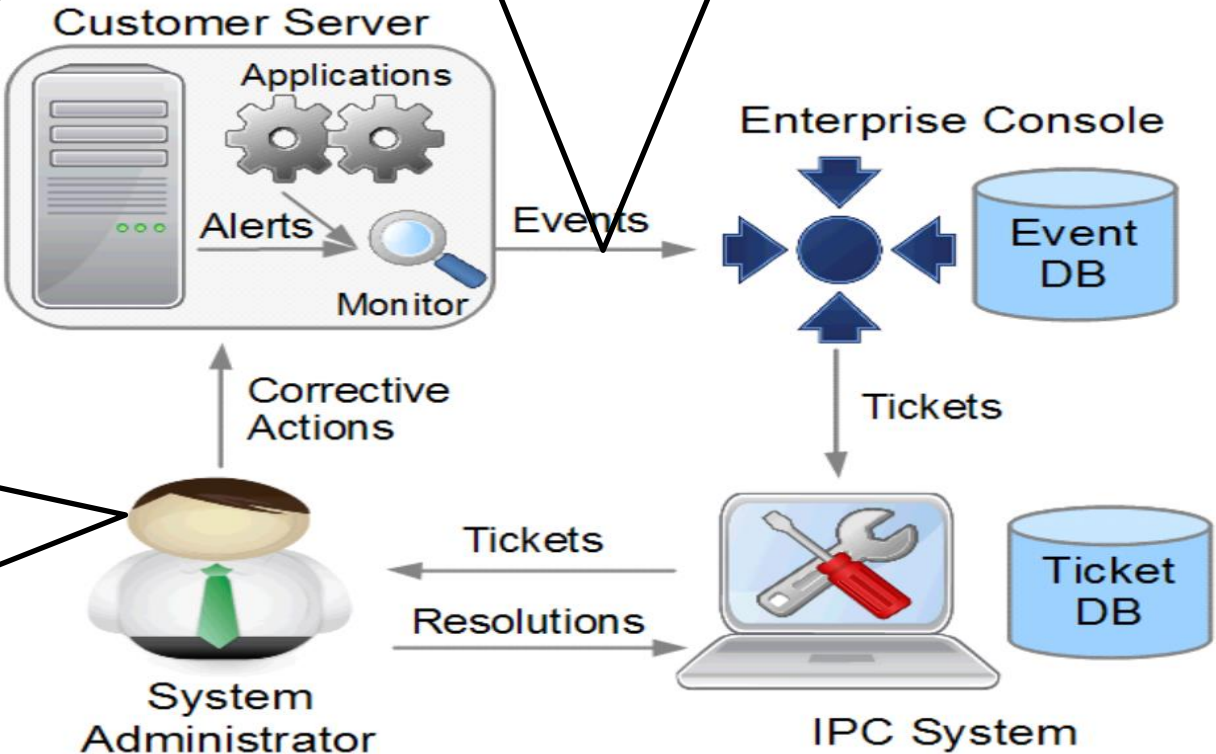 Customer Server
Applications
Alerts
Monitor
Events
Enterprise Console
Event
DB
Corrective
Actions
Tickets
Tickets
Resolutions
Ticket
DB
System
Administrator
IPC System